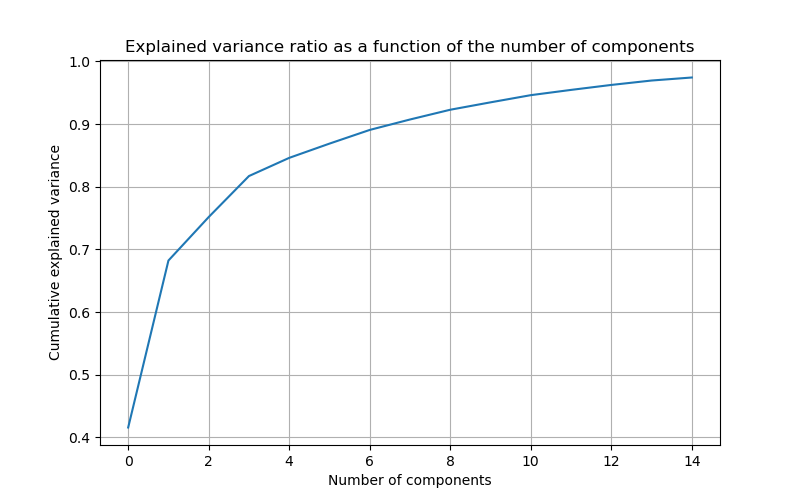 Explained variance ratio as a function of the number of components
1.0
0.9
0.8
0.7
0.6
0.5
0.4
Cumulative explained variance
0 2 4 6 8 10 12 14
Number of components